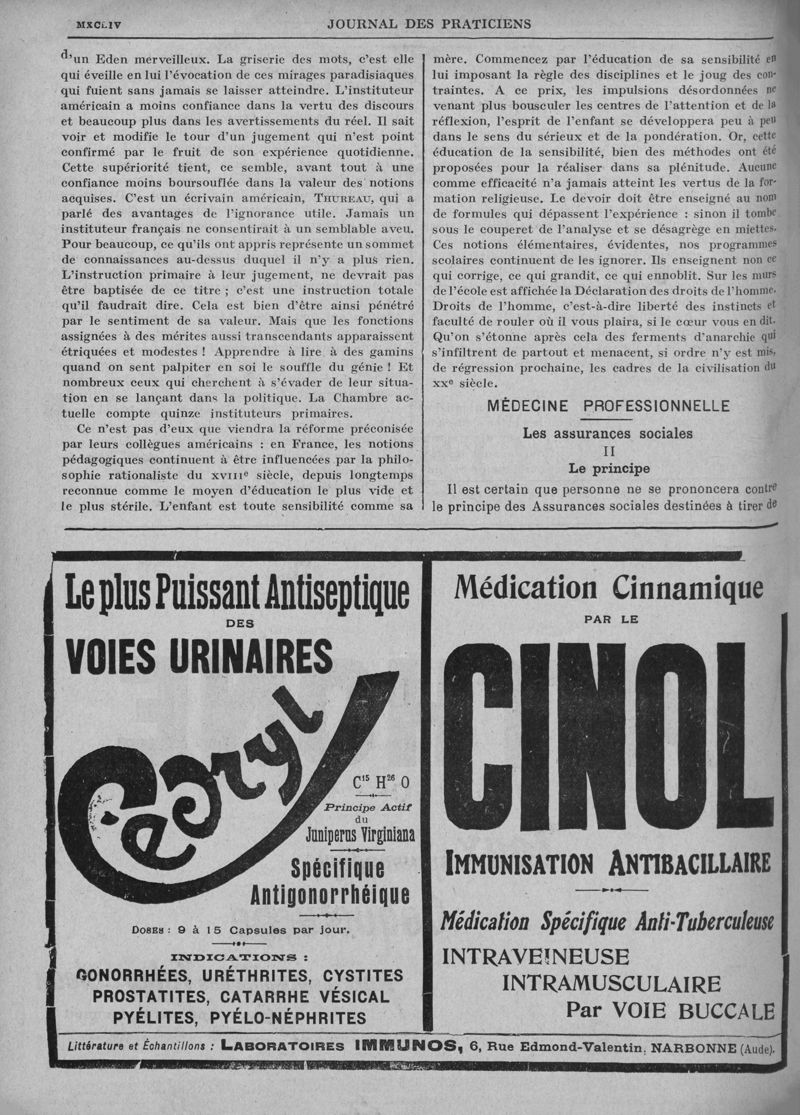 MXCLIV JOURNAL DES PRATICIENS
d'un Eden merveilleux. La griserie des mots, c'est elle
qui éveille en lui l'évocation de ces mirages paradisiaques
qui fuient sans jamais se laisser atteindre. L'instituteur
américain a moins confiance dans la vertu des discours
et beaucoup plus dans les avertissements du réel. Il sait
voir et modifie le tour d'un jugement qui n'est point
confirmé par le fruit de son expérience quotidienne.
Cette supériorité tient, ce semble, avant tout à une
confiance moins boursouflée dans la valeur des notions
acquises. C'est un écrivain américain, THUREAU, qui a
parlé des avantages de l'ignorance utile. Jamais un
instituteur français ne consentirait à un semblable aveu.
Pour beaucoup, ce qu'ils ont appris représente un sommet
de connaissances au-dessus duquel il n'y a plus rien.
L'instruction primaire à leur jugement, ne devrait pas
être baptisée de ce titre ; c'est une instruction totale
qu'il faudrait dire. Cela est bien d'être ainsi pénétré
par le sentiment de sa valeur. Mais que les fonctions
assignées à des mérites aussi transcendants apparaissent
étriquées et modestes ! Apprendre à lire à des gamins
quand on sent palpiter en soi le souffle du génie ! Et
nombreux ceux qui cherchent à s'évader de leur situa-
tion en se lançant dans la politique. La Chambre ac-
tuelle compte quinze instituteurs primaires.
Ce n'est pas d'eux que viendra la réforme préconisée
par leurs collègues américains : en France, les notions
pédagogiques continuent à être influencées par la philo-
sophie rationaliste du XVIIIe siècle, depuis longtemps
reconnue comme le moyen d'éducation le plus vide et
le plus stérile. L'enfant est toute sensibilité comme sa
mère. Commencez par l'éducation de sa sensibilité en
lui imposant la règle des disciplines et le joug des con-
traintes. A ce prix, les impulsions désordonnées ne
venant plus bousculer les centres de l'attention et de la
réflexion, l'esprit de l'enfant se développera peu à peu
dans le sens du sérieux et de la pondération. Or, cette
éducation de la sensibilité, bien des méthodes ont été
proposées pour la réaliser dans sa plénitude. Aucune
comme efficacité n'a jamais atteint les vertus de la for-
mation religieuse. Le devoir doit être enseigné au nom
de formules qui dépassent l'expérience : sinon il tombe
sous le couperet de l'analyse et se désagrège en miettes.
Ces notions élémentaires, évidentes, nos programmes
scolaires continuent de les ignorer. Ils enseignent non ce
qui corrige, ce qui grandit, ce qui ennoblit. Sur les murs
de l'école est affichée la Déclaration des droits de l'homme.
Droits de l'homme, c'est-à-dire liberté des instincts et
faculté de rouler où il vous plaira, si le cœur vous en dit.
Qu'on s'étonne après cela des ferments d'anarchie qui
s'infiltrent de partout et menacent, si ordre n'y est mis,
de régression prochaine, les cadres de la civilisation du
XXe siècle.
MÉDECINE PROFESSIONNELLE
Les assurances sociales
II
Le principe
Il est certain que personne ne se prononcera contre
le principe des Assurances sociales destinées à tirer de
Le plus Puissant Antiseptique
DES
VOIES URINAIRES
Cedryl
C15 H26 O
Principe Actif
du
Juniperus Virginiana
Spécifique
Antigonorrhéique
DOSES : 9 à 15 Capsules par jour.
INDICATIONS :
GONORRHÉES, URÉTHRITES, CYSTITES
PROSTATITES, CATARRHE VÉSICAL
PYÉLITES, PYÉLO-NÉPHRITES
Médication Cinnamique
PAR LE
CINOL
IMMUNISATION ANTIBACILLAIRE
Médication Spécifique Anti-Tuberculeuse
INTRAVEINEUSE
INTRAMUSCULAIRE
Par VOIE BUCCALE
Littérature et Échantillons : LABORATOIRES IMMUNOS, 6, Rue Edmond-Valentin, NARBONNE (Aude).